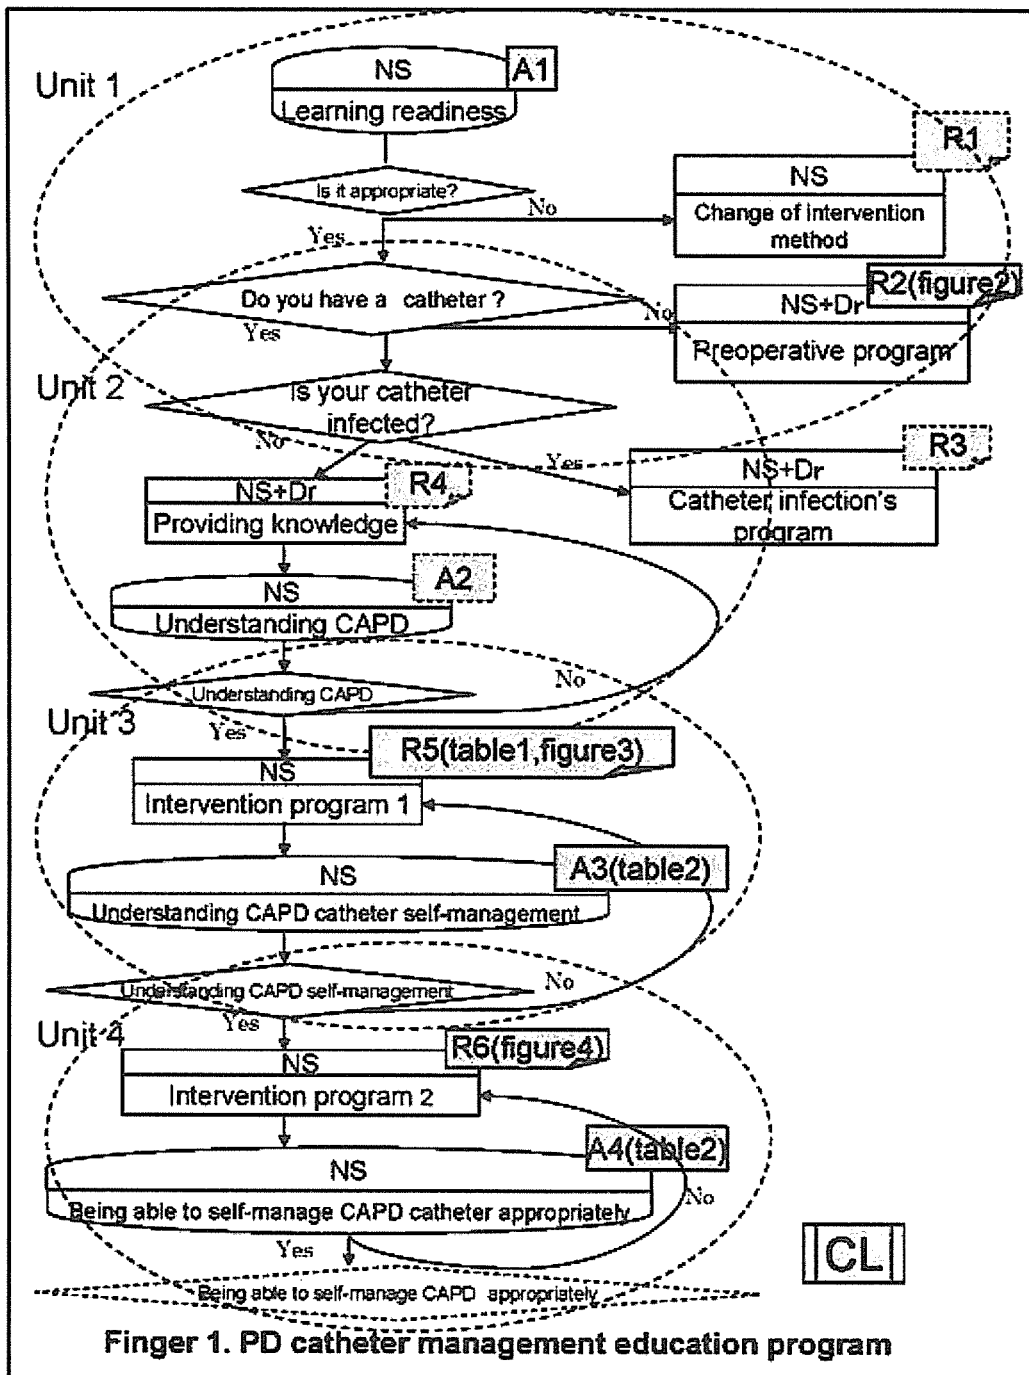 Unit 1
NS
A1
Learning readiness
R1
Is it appropriate?
NS
No
Change of intervention
method
Yes
R2(figure2)
Do you have a catheter ?
NS+Dr
Yes
No
Preoperative program
Unit 2
Is your catheter
infected?
No
Yes
R3
NS+Dr
R4
NS+Dr
Catheter infection's
program
Providing knowledge
NS
A2
Understanding CAPD
Understanding CAPD
No
Unit 3
Yes
R5(table1,figure3)
NS
Intervention program 1
NS
A3(table2)
Understanding CAPD catheter self-management
Understanding CAPD self-management
No
Unit 4
Yes
R6(figure4)
NS
Intervention program 2
A4(table2)
NS
No
Being able to self-manage CAPD catheter appropriately
Yes
CL
Being able to self-manage CAPD appropriately
Finger 1. PD catheter management education program